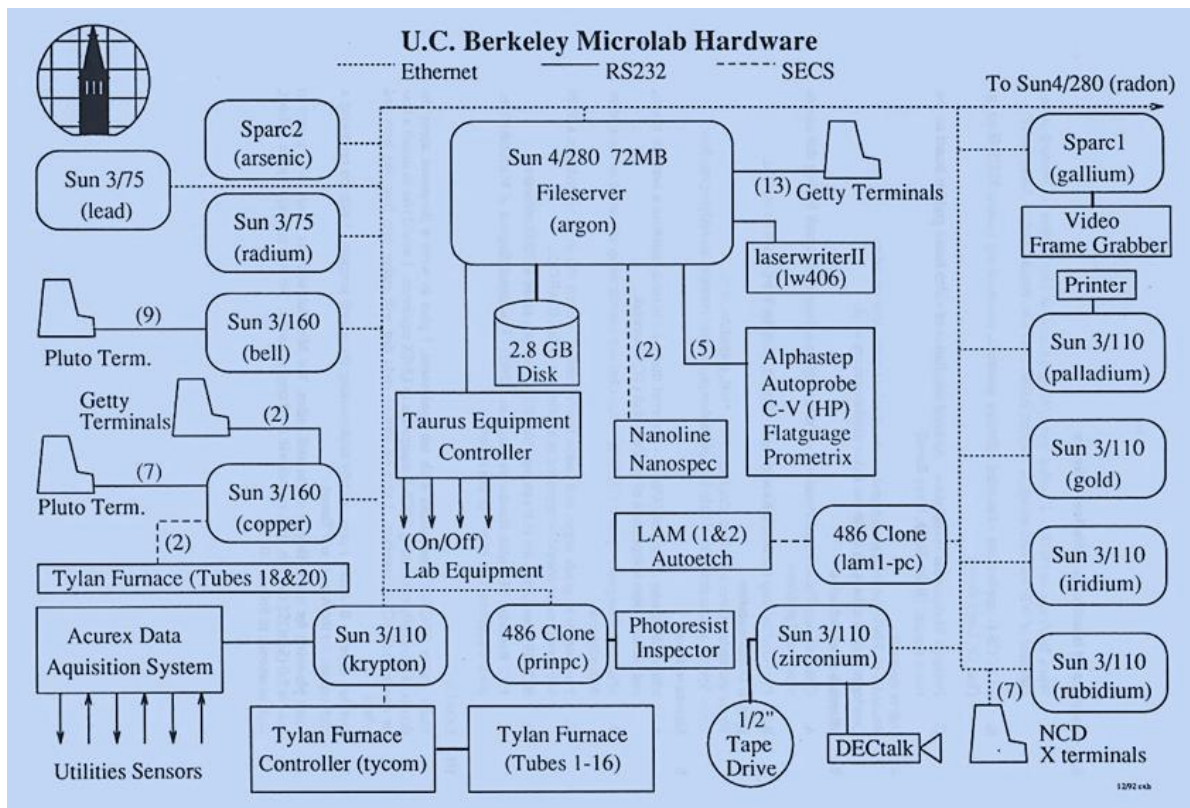 U.C. Berkeley Microlab Hardware
Ethernet
RS232
SECS
To Sun4/280 (radon)
Sparc2
(arsenic)
Sun 3/75
(lead)
Sun 3/75
(radium)
Sun 4/280 72MB
Fileserver
(argon)
(13)
Getty Terminals
laserwriterII
(lw406)
Sparc1
(gallium)
Video
Frame Grabber
Printer
Sun 3/110
(palladium)
(9)
Pluto Term.
Sun 3/160
(bell)
2.8 GB
Disk
(2)
(5)
Alphastep
Autoprobe
C-V (HP)
Flatguage
Prometrix
Getty
Terminals
(2)
(7)
Pluto Term.
Sun 3/160
(copper)
(2)
Tylan Furnace (Tubes 18&20)
Taurus Equipment
Controller
(On/Off)
Lab Equipment
Nanoline
Nanospec
Sun 3/110
(gold)
LAM (1&2)
Autoetch
486 Clone
(lam1-pc)
Sun 3/110
(iridium)
Acurex Data
Aquisition System
Utilities Sensors
Sun 3/110
(krypton)
486 Clone
(prinpc)
Photoresist
Inspector
Sun 3/110
(zirconium)
Sun 3/110
(rubidium)
Tylan Furnace
Controller (tycom)
Tylan Furnace
(Tubes 1-16)
1/2"
Tape
Drive
DECtalk
(7)
NCD
X terminals